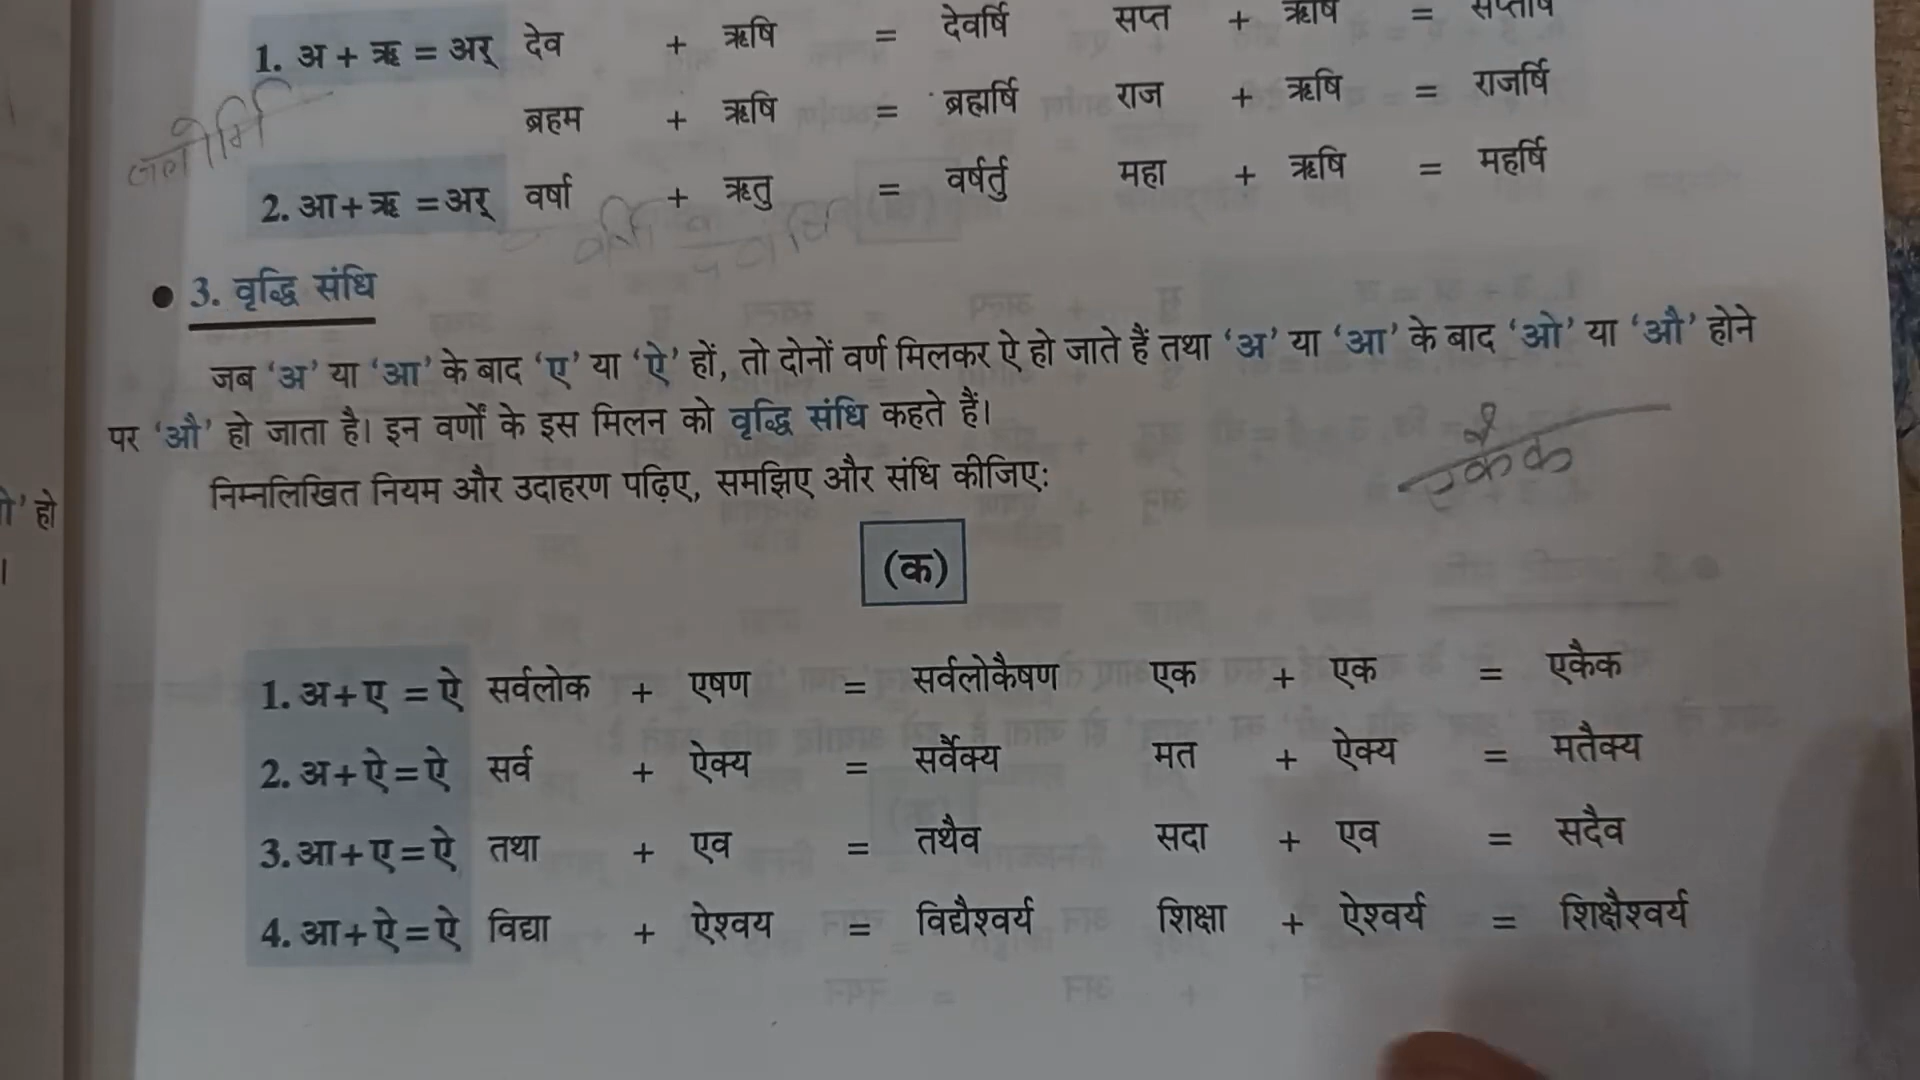 1. अ + ऋ = अर् देव + ऋषि = देवर्षि सप्त + ऋषि = सप्तर्षि
ब्रहम + ऋषि = ब्रह्मर्षि राज + ऋषि = राजर्षि
2. आ + ऋ = अर् वर्षा + ऋतु = वर्षर्तु महा + ऋषि = महर्षि
• 3. वृद्धि संधि
जब ‘अ’ या ‘आ’ के बाद ‘ए’ या ‘ऐ’ हों, तो दोनों वर्ण मिलकर ऐ हो जाते हैं तथा ‘अ’ या ‘आ’ के बाद ‘ओ’ या ‘औ’ होने
पर ‘औ’ हो जाता है। इन वर्णों के इस मिलन को वृद्धि संधि कहते हैं।
एकैक
निम्नलिखित नियम और उदाहरण पढ़िए, समझिए और संधि कीजिए:
’ हो
।
(क)
1. अ + ए = ऐ सर्वलोक + एषण = सर्वलोकैषण एक + एक = एकैक
2. अ + ऐ = ऐ सर्व + ऐक्य = सर्वैक्य मत + ऐक्य = मतैक्य
3. आ + ए = ऐ तथा + एव = तथैव सदा + एव = सदैव
4. आ + ऐ = ऐ विद्या + ऐश्वय = विद्यैश्वर्य शिक्षा + ऐश्वर्य = शिक्षैश्वर्य